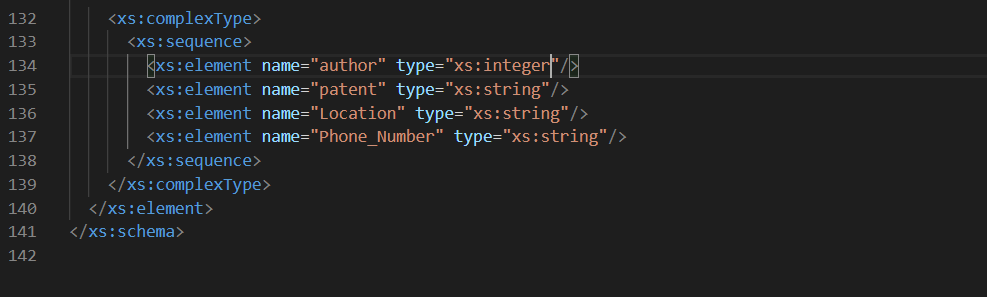 132 <xs:complexType>
133 <xs:sequence>
134 <xs:element name="author" type="xs:integer"/>
135 <xs:element name="patent" type="xs:string"/>
136 <xs:element name="Location" type="xs:string"/>
137 <xs:element name="Phone_Number" type="xs:string"/>
138 </xs:sequence>
139 </xs:complexType>
140 </xs:element>
141 </xs:schema>
142